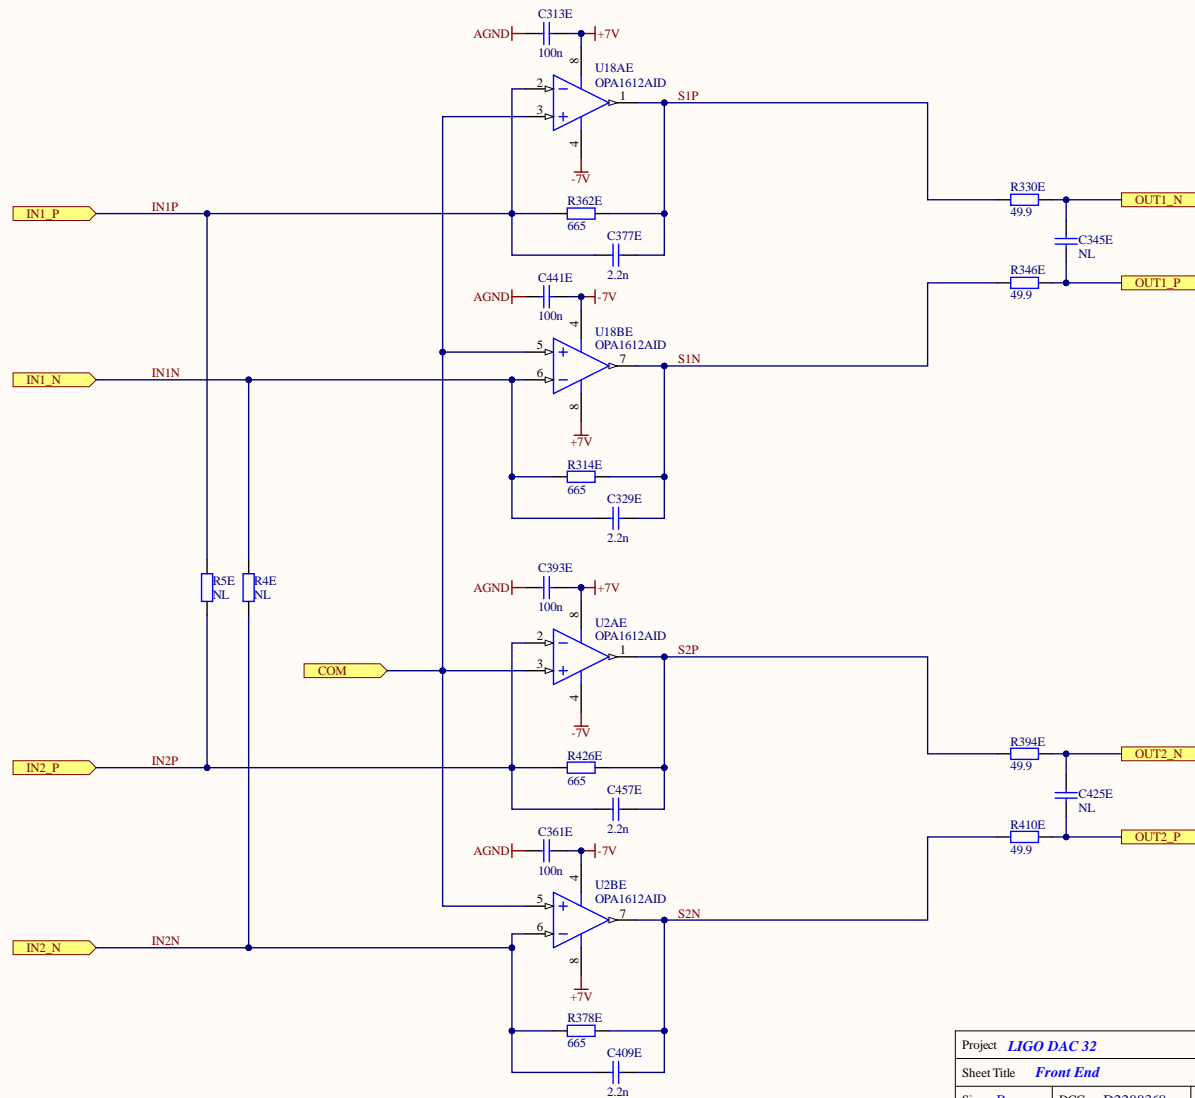 C313E
AGND
+7V
100n
8
U18AE
OPA1612AID
2
1
S1P
3
4
-7V
R330E
49.9
OUT1_N
IN1_P
IN1P
R362E
665
C377E
2.2n
C345E
NL
C441E
AGND
-7V
100n
R346E
49.9
OUT1_P
4
U18BE
OPA1612AID
5
7
S1N
6
IN1_N
IN1N
8
+7V
R314E
665
C329E
2.2n
C393E
AGND
+7V
100n
R5E
NL
R4E
NL
8
U2AE
OPA1612AID
2
1
S2P
3
COM
4
-7V
R394E
49.9
OUT2_N
IN2_P
IN2P
R426E
665
C457E
2.2n
C425E
NL
C361E
AGND
-7V
100n
R410E
49.9
OUT2_P
4
U2BE
OPA1612AID
5
7
S2N
6
IN2_N
IN2N
8
+7V
R378E
665
C409E
2.2n
Project LIGO DAC 32
Sheet Title Front End